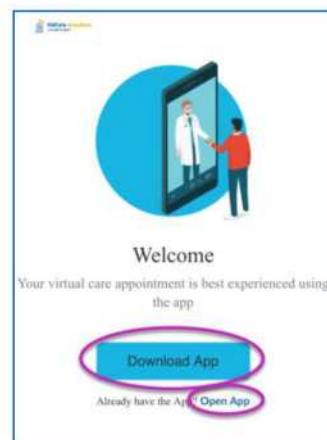 Welcome
Your virtual care appointment is best experienced using
the app
Download App
Already have the App? Open App